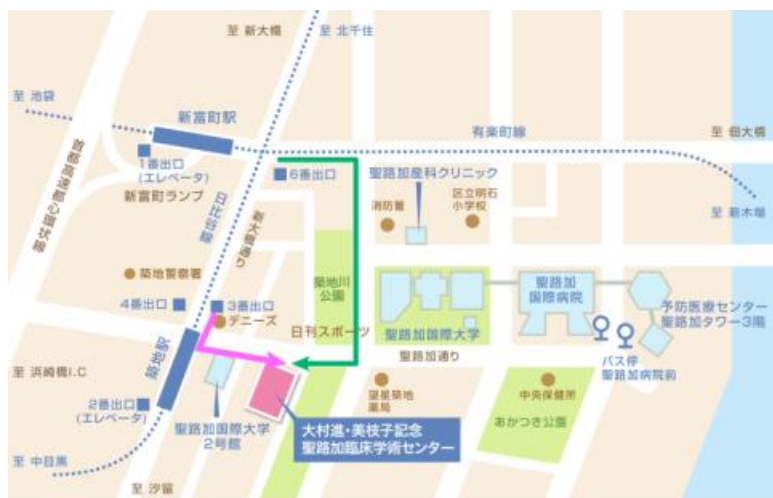 至 新大橋
至 北千住
至 池袋
新富町駅
有楽町線
至 佃大橋
首都高速都心環状線
1番出口
(エレベータ)
新富町ランプ
日比谷線
新大橋通り
6番出口
聖路加産科クリニック
消防署
区立明石
小学校
至 新木場
築地警察署
築地川
公園
4番出口
3番出口
デニーズ
日刊スポーツ
聖路加国際大学
聖路加
国際病院
予防医療センター
聖路加タワー3階
築地駅
聖路加通り
バス停
聖路加病院前
至 浜崎橋I.C
2番出口
(エレベータ)
聖路加国際大学
2号館
望星築地
薬局
中央保健所
あかつき公園
大村進・美枝子記念
聖路加臨床学術センター
至 中目黒
至 汐留